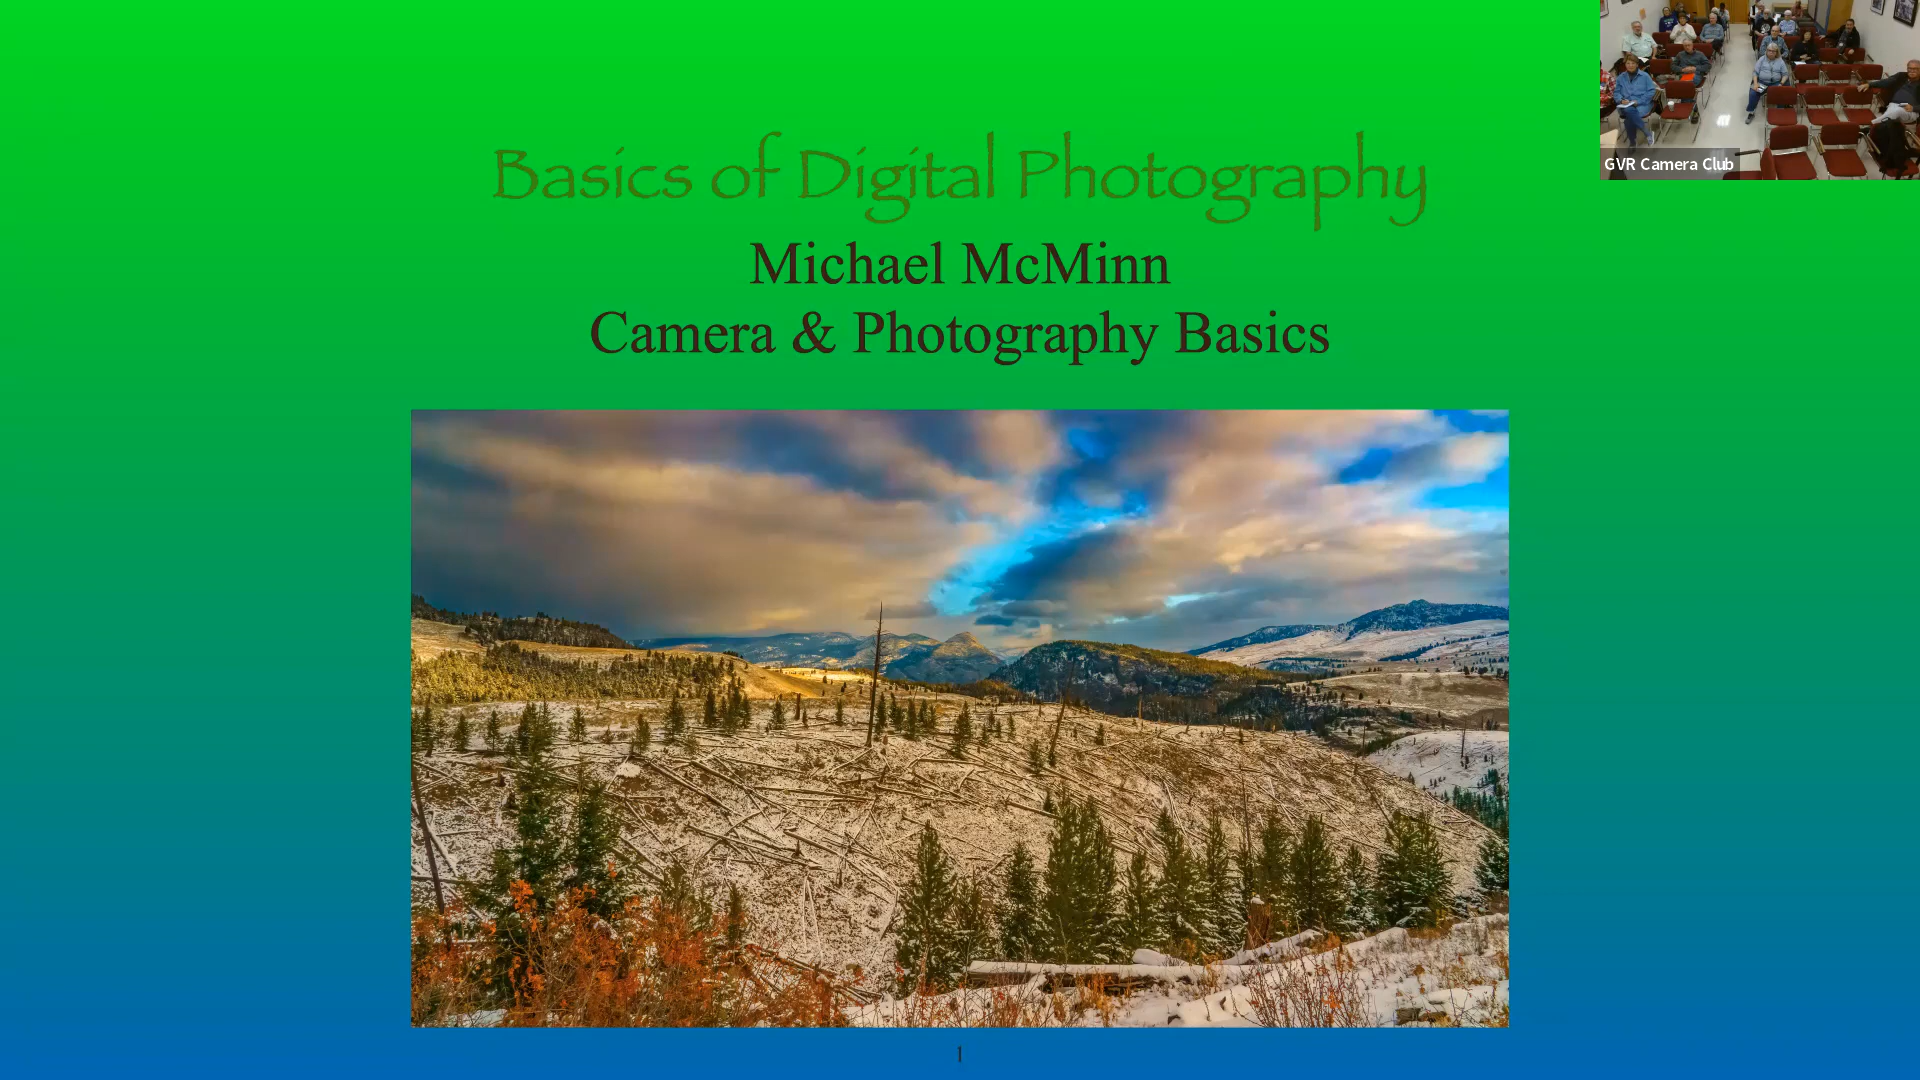 Basics of Digital Photography
Michael McMinn
Camera & Photography Basics
GVR Camera Club
1